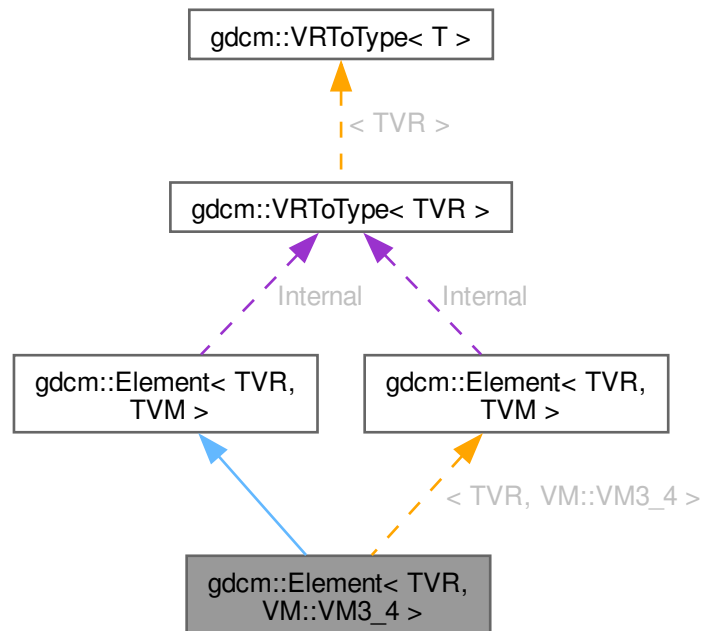 gdcm::VRToType< T >
< TVR >
gdcm::VRToType< TVR >
Internal
Internal
gdcm::Element< TVR,
TVM >
gdcm::Element< TVR,
TVM >
< TVR, VM::VM3_4 >
gdcm::Element< TVR,
VM::VM3_4 >